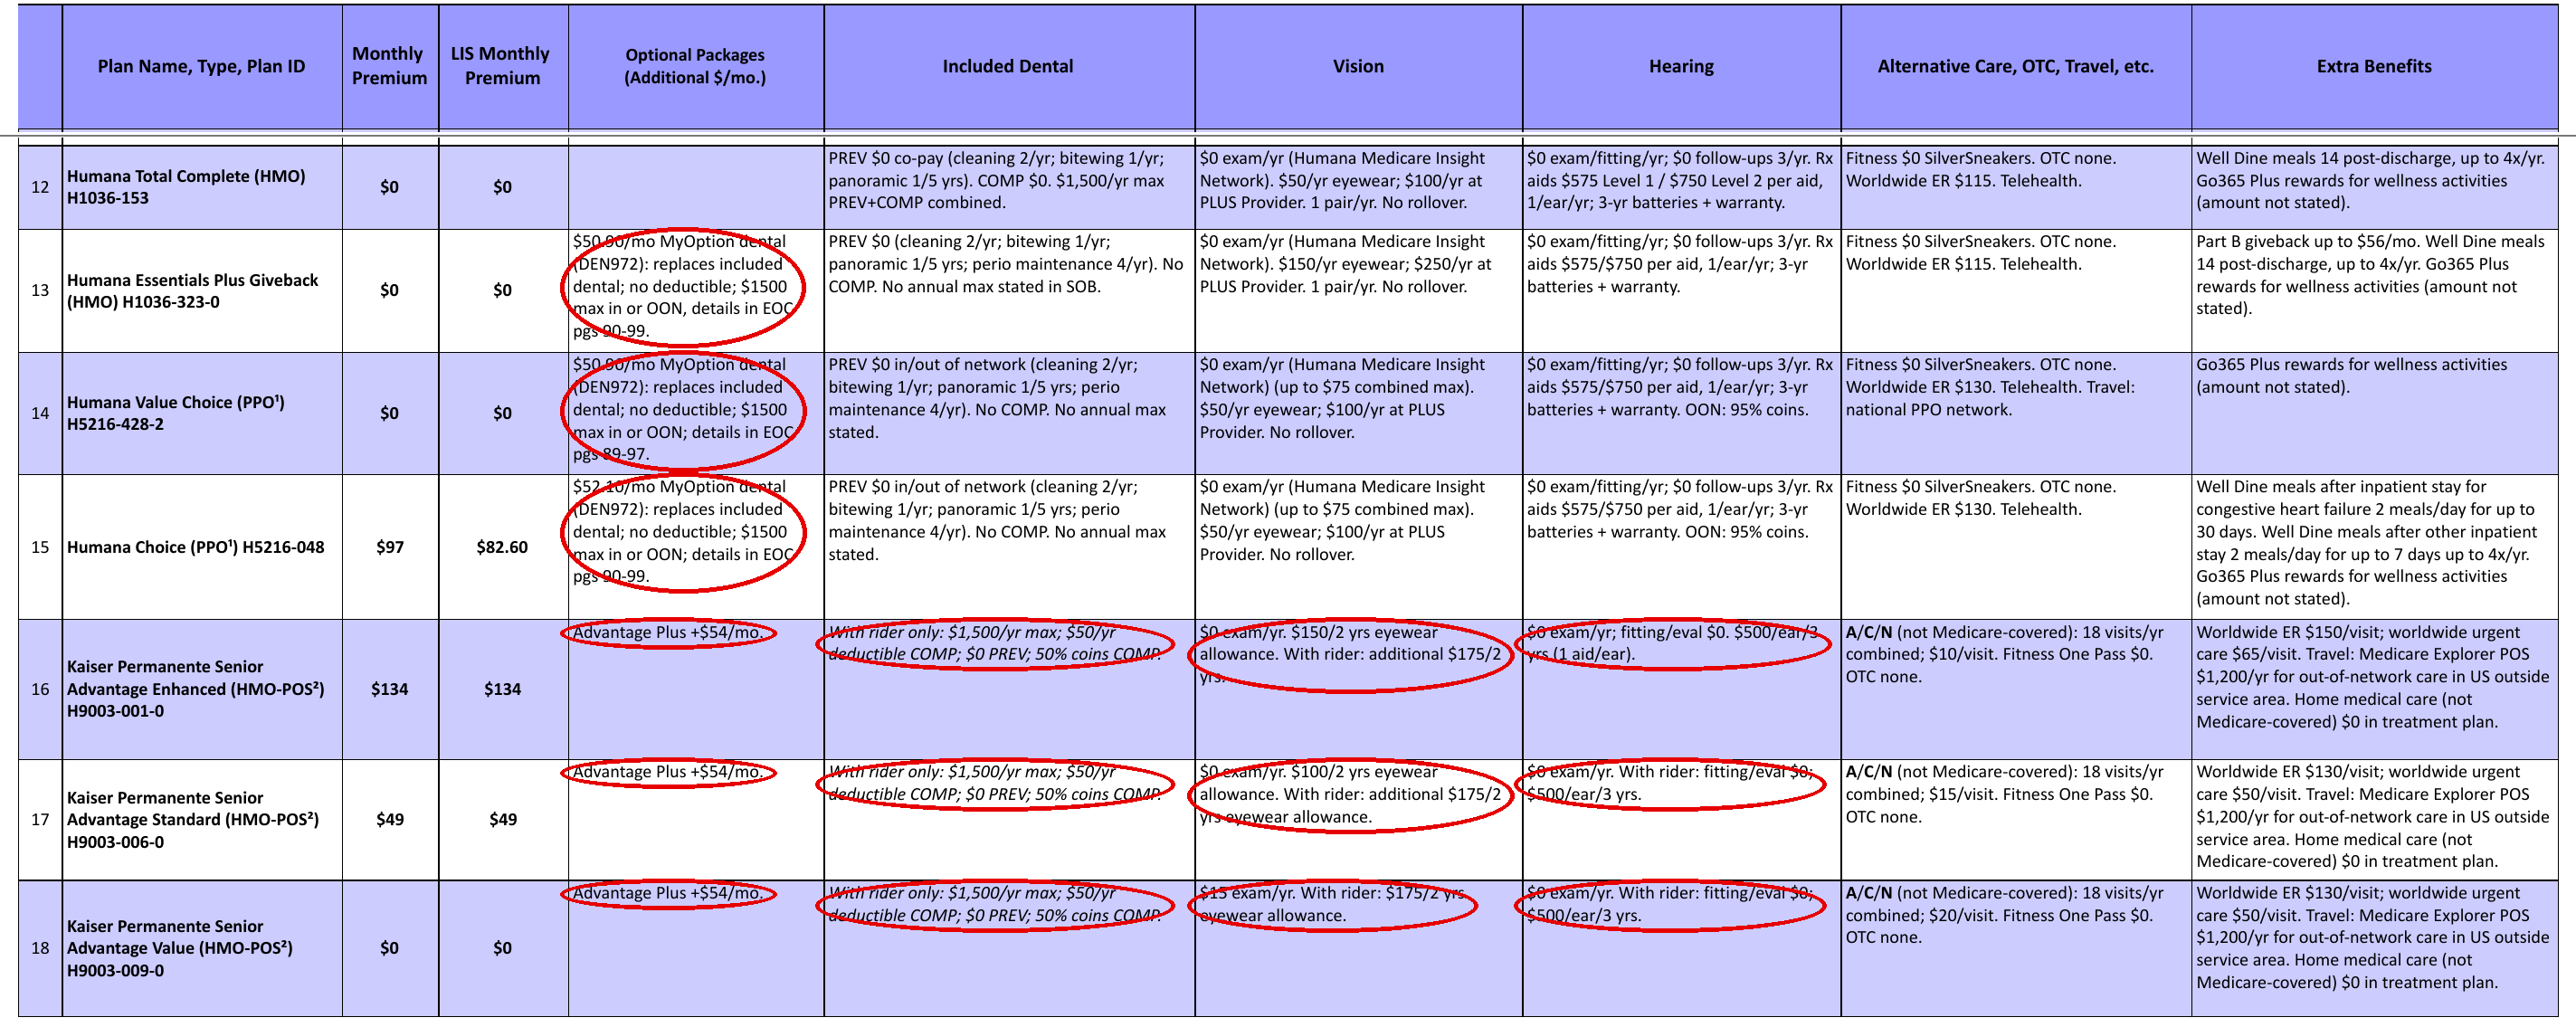 Plan Name, Type, Plan ID
Monthly
Premium
LIS Monthly
Premium
Optional Packages
(Additional $/mo.)
Included Dental
Vision
Hearing
Alternative Care, OTC, Travel, etc.
Extra Benefits
12
Humana Total Complete (HMO)
H1036-153
$0
$0
PREV $0 co-pay (cleaning 2/yr; bitewing 1/yr;
panoramic 1/5 yrs). COMP $0. $1,500/yr max
PREV+COMP combined.
$0 exam/yr (Humana Medicare Insight
Network). $50/yr eyewear; $100/yr at
PLUS Provider. 1 pair/yr. No rollover.
$0 exam/fitting/yr; $0 follow-ups 3/yr. Rx
aids $575 Level 1 / $750 Level 2 per aid,
1/ear/yr; 3-yr batteries + warranty.
Fitness $0 SilverSneakers. OTC none.
Worldwide ER $115. Telehealth.
Well Dine meals 14 post-discharge, up to 4x/yr.
Go365 Plus rewards for wellness activities
(amount not stated).
13
Humana Essentials Plus Giveback
(HMO) H1036-323-0
$0
$0
$50.90/mo MyOption dental
(DEN972): replaces included
dental; no deductible; $1500
max in or OON, details in EOC
pgs 90-99.
PREV $0 (cleaning 2/yr; bitewing 1/yr;
panoramic 1/5 yrs; perio maintenance 4/yr). No
COMP. No annual max stated in SOB.
$0 exam/yr (Humana Medicare Insight
Network). $150/yr eyewear; $250/yr at
PLUS Provider. 1 pair/yr. No rollover.
$0 exam/fitting/yr; $0 follow-ups 3/yr. Rx
aids $575/$750 per aid, 1/ear/yr; 3-yr
batteries + warranty.
Fitness $0 SilverSneakers. OTC none.
Worldwide ER $115. Telehealth.
Part B giveback up to $56/mo. Well Dine meals
14 post-discharge, up to 4x/yr. Go365 Plus
rewards for wellness activities (amount not
stated).
14
Humana Value Choice (PPO¹)
H5216-428-2
$0
$0
$50.90/mo MyOption dental
(DEN972): replaces included
dental; no deductible; $1500
max in or OON; details in EOC
pgs 89-97.
PREV $0 in/out of network (cleaning 2/yr;
bitewing 1/yr; panoramic 1/5 yrs; perio
maintenance 4/yr). No COMP. No annual max
stated.
$0 exam/yr (Humana Medicare Insight
Network) (up to $75 combined max).
$50/yr eyewear; $100/yr at PLUS
Provider. No rollover.
$0 exam/fitting/yr; $0 follow-ups 3/yr. Rx
aids $575/$750 per aid, 1/ear/yr; 3-yr
batteries + warranty. OON: 95% coins.
Fitness $0 SilverSneakers. OTC none.
Worldwide ER $130. Telehealth. Travel:
national PPO network.
Go365 Plus rewards for wellness activities
(amount not stated).
15
Humana Choice (PPO¹) H5216-048
$97
$82.60
$52.10/mo MyOption dental
(DEN972): replaces included
dental; no deductible; $1500
max in or OON; details in EOC
pgs 90-99.
PREV $0 in/out of network (cleaning 2/yr;
bitewing 1/yr; panoramic 1/5 yrs; perio
maintenance 4/yr). No COMP. No annual max
stated.
$0 exam/yr (Humana Medicare Insight
Network) (up to $75 combined max).
$50/yr eyewear; $100/yr at PLUS
Provider. No rollover.
$0 exam/fitting/yr; $0 follow-ups 3/yr. Rx
aids $575/$750 per aid, 1/ear/yr; 3-yr
batteries + warranty. OON: 95% coins.
Fitness $0 SilverSneakers. OTC none.
Worldwide ER $130. Telehealth.
Well Dine meals after inpatient stay for
congestive heart failure 2 meals/day for up to
30 days. Well Dine meals after other inpatient
stay 2 meals/day for up to 7 days up to 4x/yr.
Go365 Plus rewards for wellness activities
(amount not stated).
16
Kaiser Permanente Senior
Advantage Enhanced (HMO-POS²)
H9003-001-0
$134
$134
Advantage Plus +$54/mo.
With rider only: $1,500/yr max; $50/yr
deductible COMP; $0 PREV; 50% coins COMP.
$0 exam/yr. $150/2 yrs eyewear
allowance. With rider: additional $175/2
yrs.
$0 exam/yr; fitting/eval $0. $500/ear/3
yrs (1 aid/ear).
A/C/N (not Medicare-covered): 18 visits/yr
combined; $10/visit. Fitness One Pass $0.
OTC none.
Worldwide ER $150/visit; worldwide urgent
care $65/visit. Travel: Medicare Explorer POS
$1,200/yr for out-of-network care in US outside
service area. Home medical care (not
Medicare-covered) $0 in treatment plan.
17
Kaiser Permanente Senior
Advantage Standard (HMO-POS²)
H9003-006-0
$49
$49
Advantage Plus +$54/mo.
With rider only: $1,500/yr max; $50/yr
deductible COMP; $0 PREV; 50% coins COMP.
$0 exam/yr. $100/2 yrs eyewear
allowance. With rider: additional $175/2
yrs eyewear allowance.
$0 exam/yr. With rider: fitting/eval $0;
$500/ear/3 yrs.
A/C/N (not Medicare-covered): 18 visits/yr
combined; $15/visit. Fitness One Pass $0.
OTC none.
Worldwide ER $130/visit; worldwide urgent
care $50/visit. Travel: Medicare Explorer POS
$1,200/yr for out-of-network care in US outside
service area. Home medical care (not
Medicare-covered) $0 in treatment plan.
18
Kaiser Permanente Senior
Advantage Value (HMO-POS²)
H9003-009-0
$0
$0
Advantage Plus +$54/mo.
With rider only: $1,500/yr max; $50/yr
deductible COMP; $0 PREV; 50% coins COMP.
$15 exam/yr. With rider: $175/2 yrs
eyewear allowance.
$0 exam/yr. With rider: fitting/eval $0;
$500/ear/3 yrs.
A/C/N (not Medicare-covered): 18 visits/yr
combined; $20/visit. Fitness One Pass $0.
OTC none.
Worldwide ER $130/visit; worldwide urgent
care $50/visit. Travel: Medicare Explorer POS
$1,200/yr for out-of-network care in US outside
service area. Home medical care (not
Medicare-covered) $0 in treatment plan.